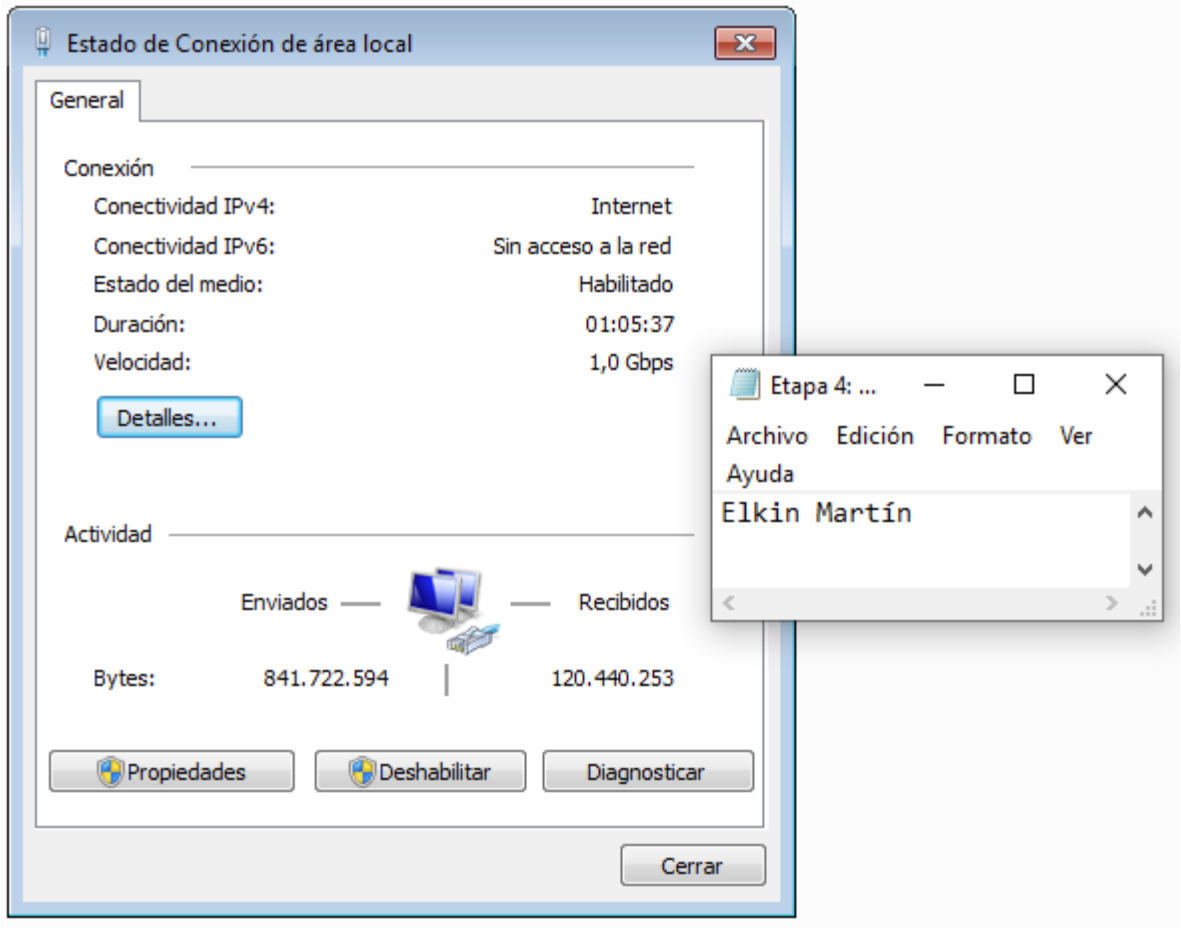 Estado de Conexión de área local
General
Conexión
Conectividad IPv4: Internet
Conectividad IPv6: Sin acceso a la red
Estado del medio: Habilitado
Duración: 01:05:37
Velocidad: 1,0 Gbps
Detalles...
Actividad
Enviados Recibidos
Bytes: 841.722.594 120.440.253
Propiedades Deshabilitar Diagnosticar
Cerrar
Etapa 4: ...
Archivo Edición Formato Ver
Ayuda
Elkin Martín